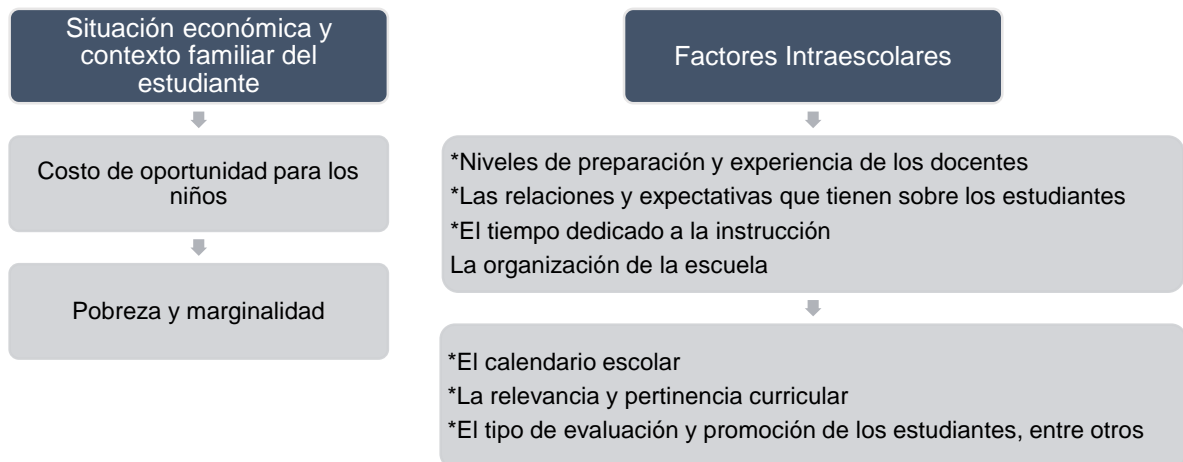 Situación económica y
contexto familiar del
estudiante
Costo de oportunidad para los
niños
Pobreza y marginalidad
Factores Intraescolares
*Niveles de preparación y experiencia de los docentes
*Las relaciones y expectativas que tienen sobre los estudiantes
*El tiempo dedicado a la instrucción
La organización de la escuela
*El calendario escolar
*La relevancia y pertinencia curricular
*El tipo de evaluación y promoción de los estudiantes, entre otros